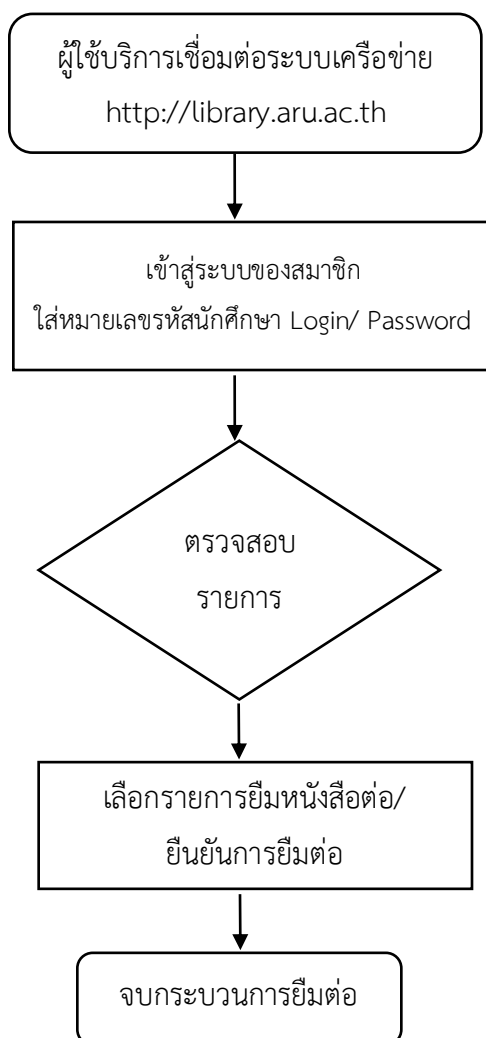 ผู้ใช้บริการเชื่อมต่อระบบเครือข่าย
http://library.aru.ac.th
เข้าสู่ระบบของสมาชิก
ใส่หมายเลขรหัสนักศึกษา Login/ Password
ตรวจสอบ
รายการ
เลือกรายการยืมหนังสือต่อ/
ยืนยันการยืมต่อ
จบกระบวนการยืมต่อ